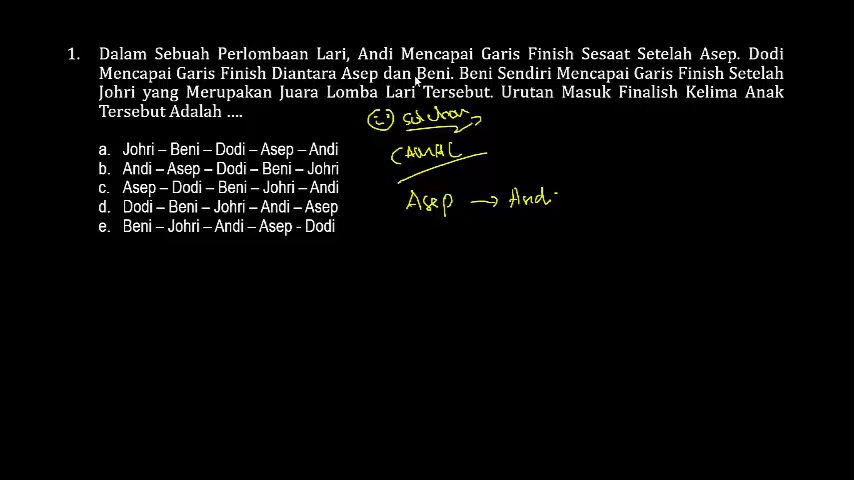 1. Dalam Sebuah Perlombaan Lari, Andi Mencapai Garis Finish Sesaat Setelah Asep. Dodi
Mencapai Garis Finish Diantara Asep dan Beni. Beni Sendiri Mencapai Garis Finish Setelah
Johri yang Merupakan Juara Lomba Lari Tersebut. Urutan Masuk Finalish Kelima Anak
Tersebut Adalah ....
a. Johri – Beni – Dodi – Asep – Andi
b. Andi – Asep – Dodi – Beni – Johri
c. Asep – Dodi – Beni – Johri – Andi
d. Dodi – Beni – Johri – Andi – Asep
e. Beni – Johri – Andi – Asep - Dodi
Asep → Andi